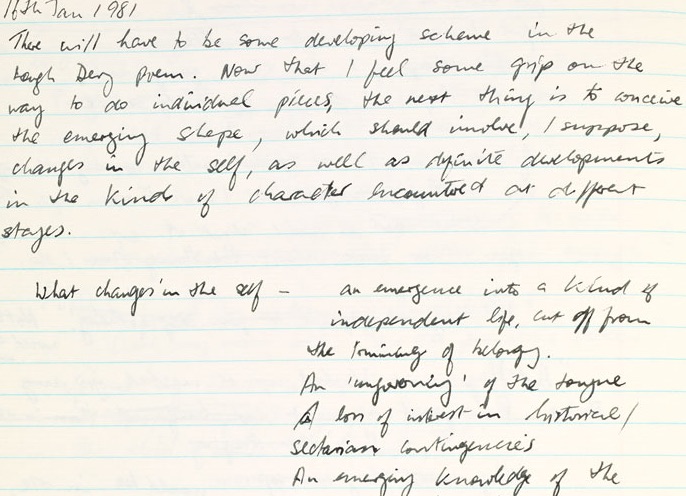 16th Jan 1981
There will have to be some developing scheme in the
Lough Derg Poem. Now that I feel some grip on the
way to do individual pieces, the next thing is to conceive
the emerging shape, which should involve, I suppose,
changes in the self, as well as definite developments
in the kind of character encountered at different
stages.
What changes in the self - an emergence into a kind of
independent life, cut off from
the of belonging.
An 'ungoverning' of the tongue
A loss of interest in historical/
sectarian contingencies
An emerging knowledge of the